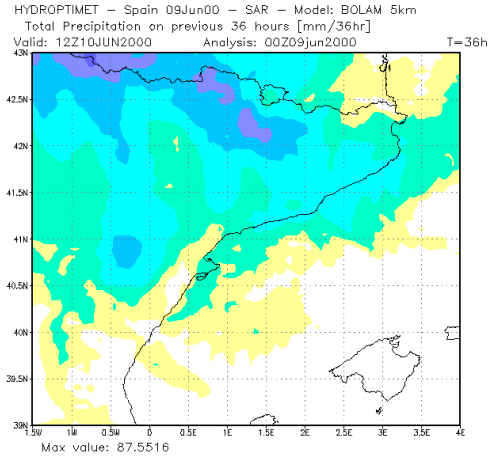 HYDROPTIMET – Spain 09Jun00 – SAR – Model: BOLAM 5km
Total Precipitation on previous 36 hours [mm/36hr]
Valid: 12Z10JUN2000 Analysis: 00Z09jun2000 T=36h
43N
42.5N
42N
41.5N
41N
40.5N
40N
39.5N
39N
1.5W 1W 0.5W 0 0.5E 1E 1.5E 2E 2.5E 3E 3.5E 4E
Max value: 87.5516